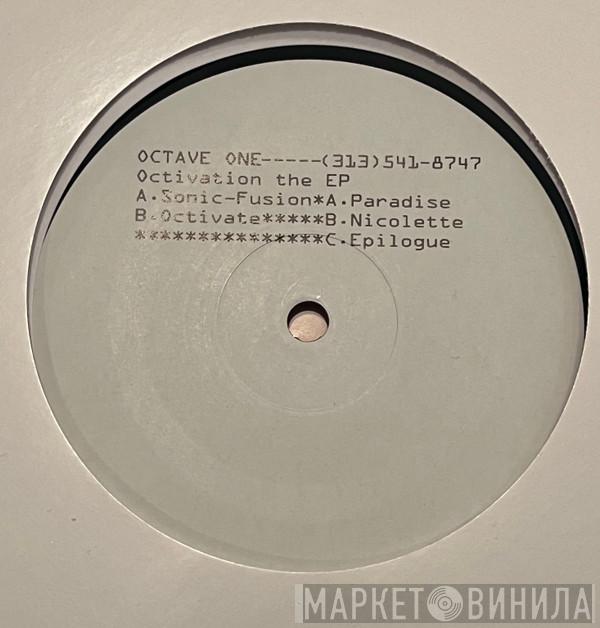 OCTAVE ONE-----(313)541-8747
Octivation the EP
A.Sonic-Fusion*A.Paradise
B.Octivate*****B.Nicolette
***************C.Epilogue
МАРКЕТ ВИНИЛА